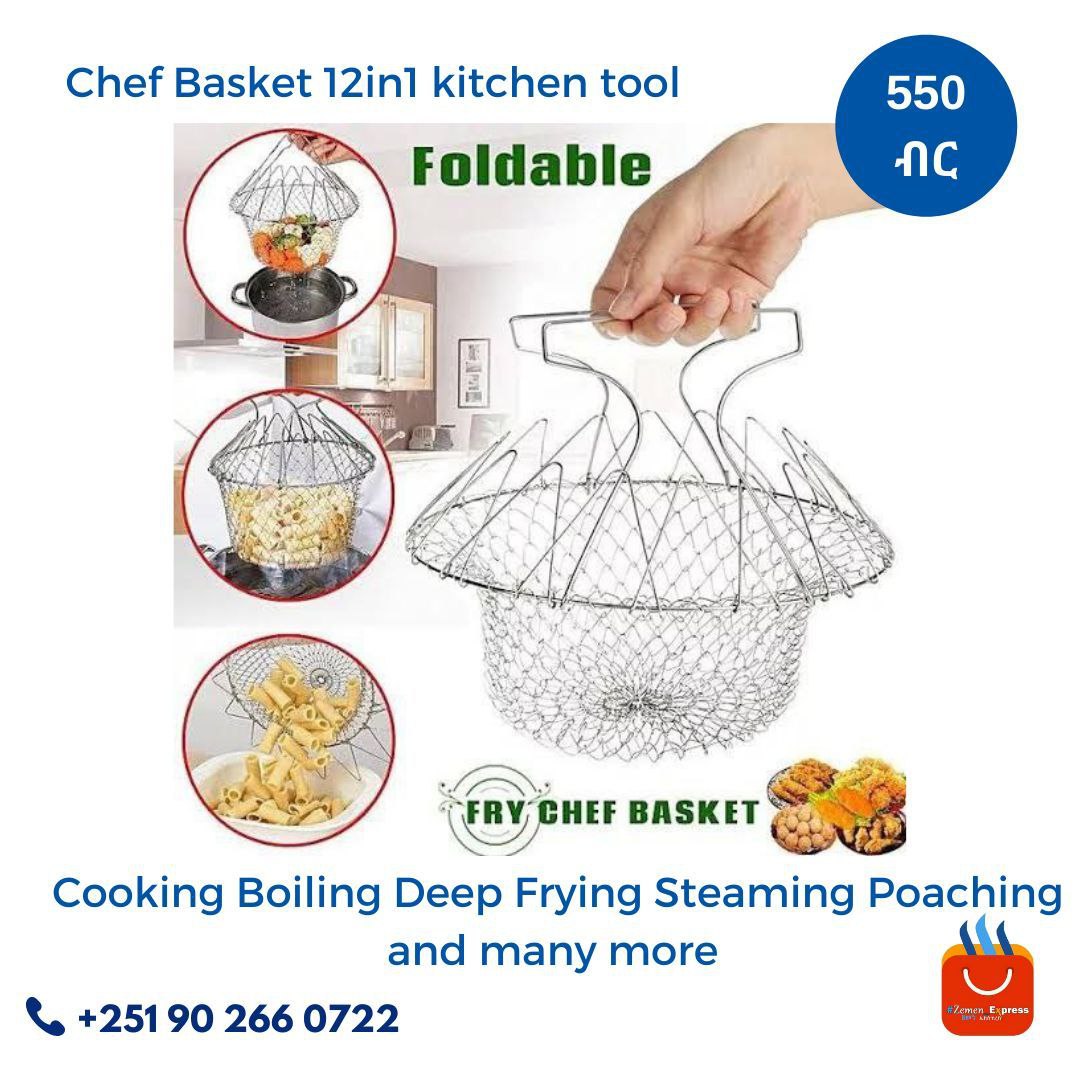 Chef Basket 12in1 kitchen tool
550
ብር
Foldable
FRY CHEF BASKET
Cooking Boiling Deep Frying Steaming Poaching
and many more
+251 90 266 0722
#Zemen Express